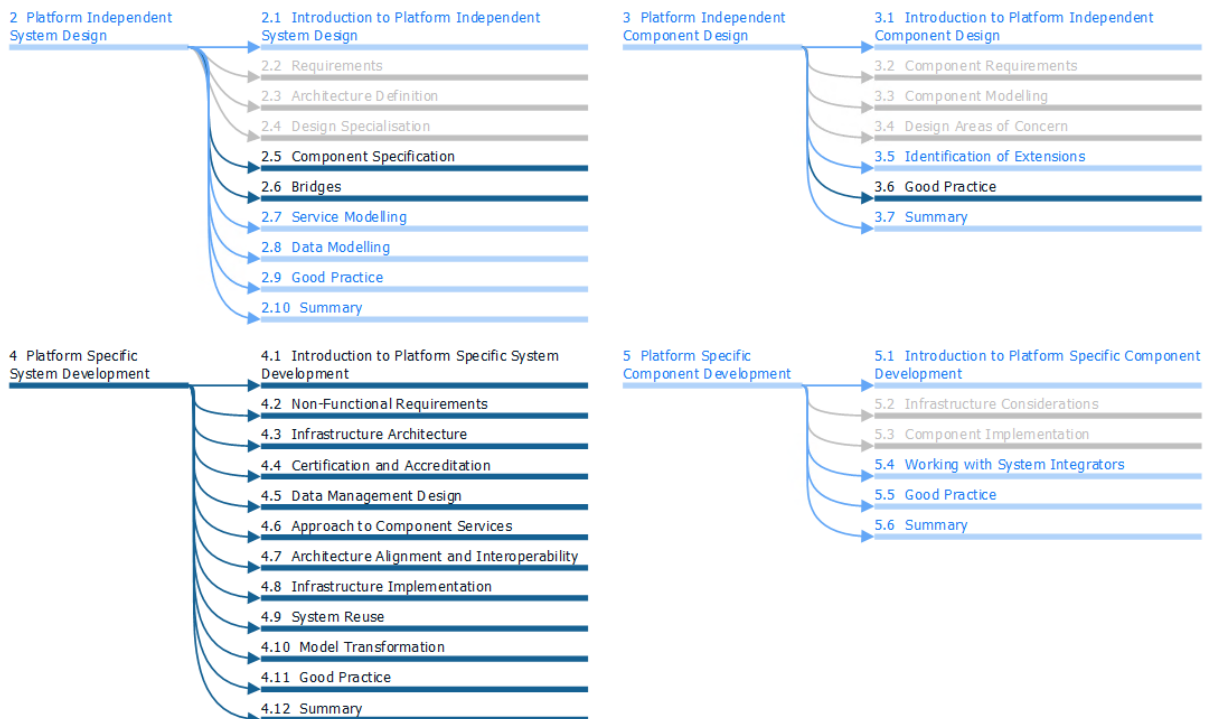 2 Platform Independent
System Design
2.1 Introduction to Platform Independent
System Design
2.2 Requirements
2.3 Architecture Definition
2.4 Design Specialisation
2.5 Component Specification
2.6 Bridges
2.7 Service Modelling
2.8 Data Modelling
2.9 Good Practice
2.10 Summary
3 Platform Independent
Component Design
3.1 Introduction to Platform Independent
Component Design
3.2 Component Requirements
3.3 Component Modelling
3.4 Design Areas of Concern
3.5 Identification of Extensions
3.6 Good Practice
3.7 Summary
4 Platform Specific
System Development
4.1 Introduction to Platform Specific System
Development
4.2 Non-Functional Requirements
4.3 Infrastructure Architecture
4.4 Certification and Accreditation
4.5 Data Management Design
4.6 Approach to Component Services
4.7 Architecture Alignment and Interoperability
4.8 Infrastructure Implementation
4.9 System Reuse
4.10 Model Transformation
4.11 Good Practice
4.12 Summary
5 Platform Specific
Component Development
5.1 Introduction to Platform Specific Component
Development
5.2 Infrastructure Considerations
5.3 Component Implementation
5.4 Working with System Integrators
5.5 Good Practice
5.6 Summary